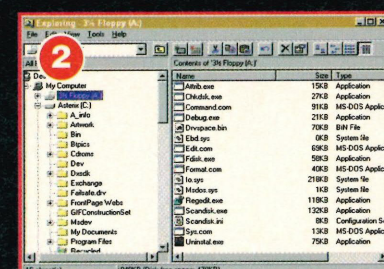 Exploring - 3½ Floppy (A:)
File Edit View Tools Help
2
Contents of '3½ Floppy (A:)'
My Computer
3½ Floppy (A:)
Asterix (C:)
A_info
Artwork
Bin
Btpics
Cdroms
Dev
Dxsdk
Exchange
Failsafe.drv
FrontPage Webs
GIFConstructionSet
Msdev
My Documents
Program Files
Recycled
Name Size Type
Attrib.exe 15KB Application
Chkdsk.exe 27KB Application
Command.com 91KB MS-DOS Applic
Debug.exe 21KB Application
Drvspace.bin 70KB BIN File
Ebd.sys 0KB System file
Edit.com 69KB MS-DOS Applic
Fdisk.exe 58KB Application
Format.com 40KB MS-DOS Applic
Io.sys 218KB System file
Msdos.sys 1KB System file
Regedit.exe 118KB Application
Scandisk.exe 132KB Application
Scandisk.ini 8KB Configuration Se
Sys.com 13KB MS-DOS Applic
Uninstal.exe 75KB Application